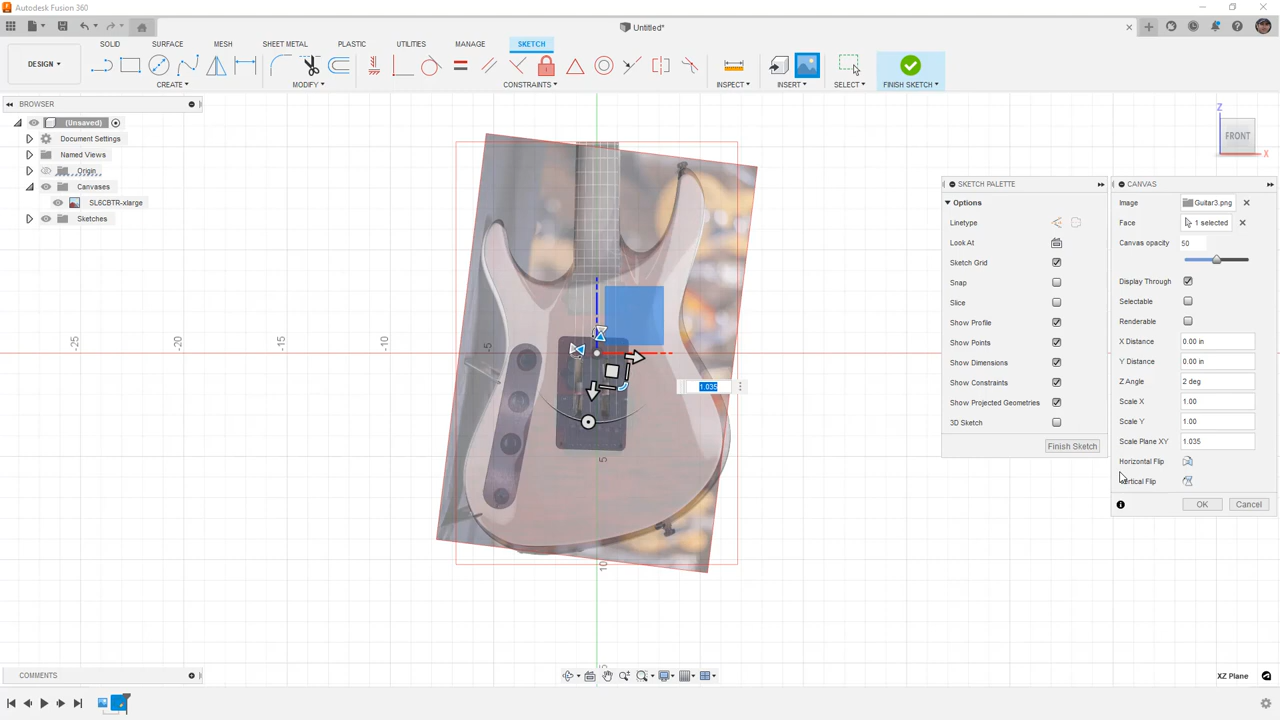 Autodesk Fusion 360
Untitled*
DESIGN
SOLID SURFACE MESH SHEET METAL PLASTIC UTILITIES MANAGE SKETCH
CREATE MODIFY CONSTRAINTS INSPECT INSERT SELECT FINISH SKETCH
BROWSER
(Unsaved)
Document Settings
Named Views
Origin
Canvases
SL6CBTR-xlarge
Sketches
-25
-15
-10
-5
5
10
5
1.035
Z
FRONT
X
SKETCH PALETTE
Options
Linetype
Look At
Sketch Grid
Snap
Slice
Show Profile
Show Points
Show Dimensions
Show Constraints
Show Projected Geometries
3D Sketch
Finish Sketch
CANVAS
Image Guitar3.png
Face 1 selected
Canvas opacity 50
Display Through
Selectable
Renderable
X Distance 0.00 in
Y Distance 0.00 in
Z Angle 2 deg
Scale X 1.00
Scale Y 1.00
Scale Plane XY 1.035
Horizontal Flip
Vertical Flip
OK Cancel
COMMENTS
XZ Plane